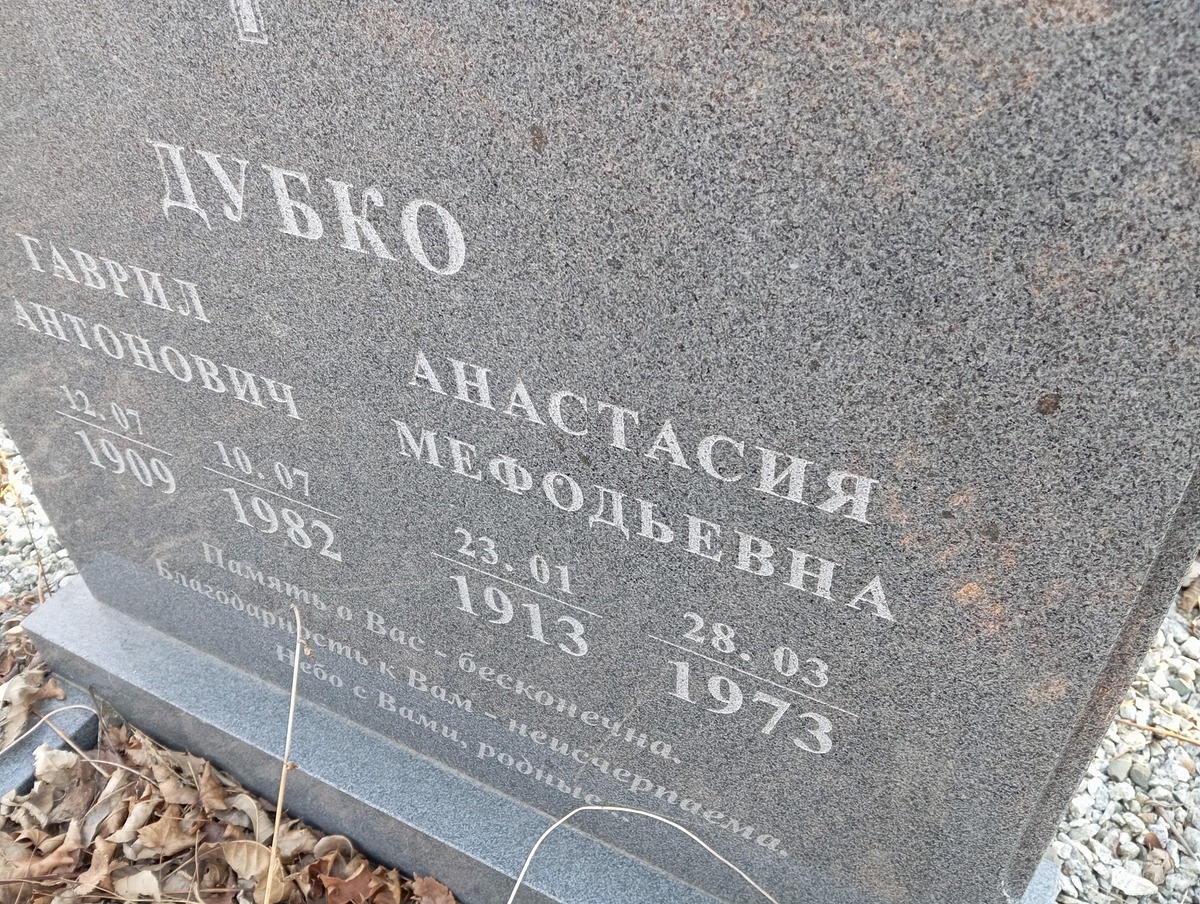 ДУБКО
ГАВРИЛ
АНТОНОВИЧ
12.07
1909
10.07
1982
АНАСТАСИЯ
МЕФОДЬЕВНА
23.01
1913
28.03
1973
Память о Вас - бесконечна.
Благодарность к Вам - неисчерпаема.
Небо с Вами, родные...